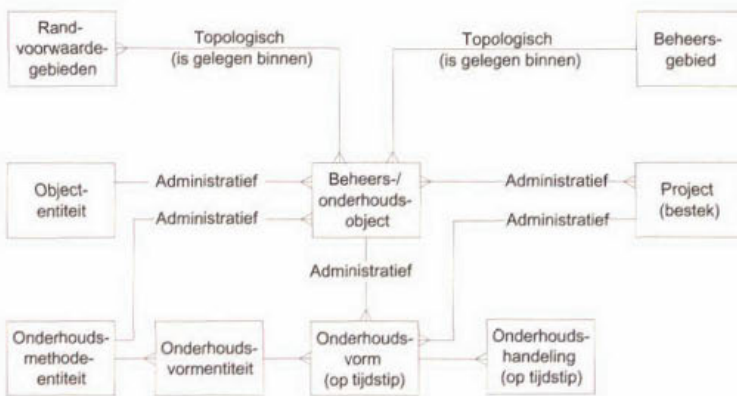 Rand-
voorwaarde-
gebieden
Topologisch
(is gelegen binnen)
Topologisch
(is gelegen binnen)
Beheers-
gebied
Object-
entiteit
Administratief
Beheers-/
onderhouds-
object
Administratief
Project
(bestek)
Administratief
Administratief
Administratief
Onderhouds-
methode-
entiteit
Onderhouds-
vormentiteit
Onderhouds-
vorm
(op tijdstip)
Onderhouds-
handeling
(op tijdstip)